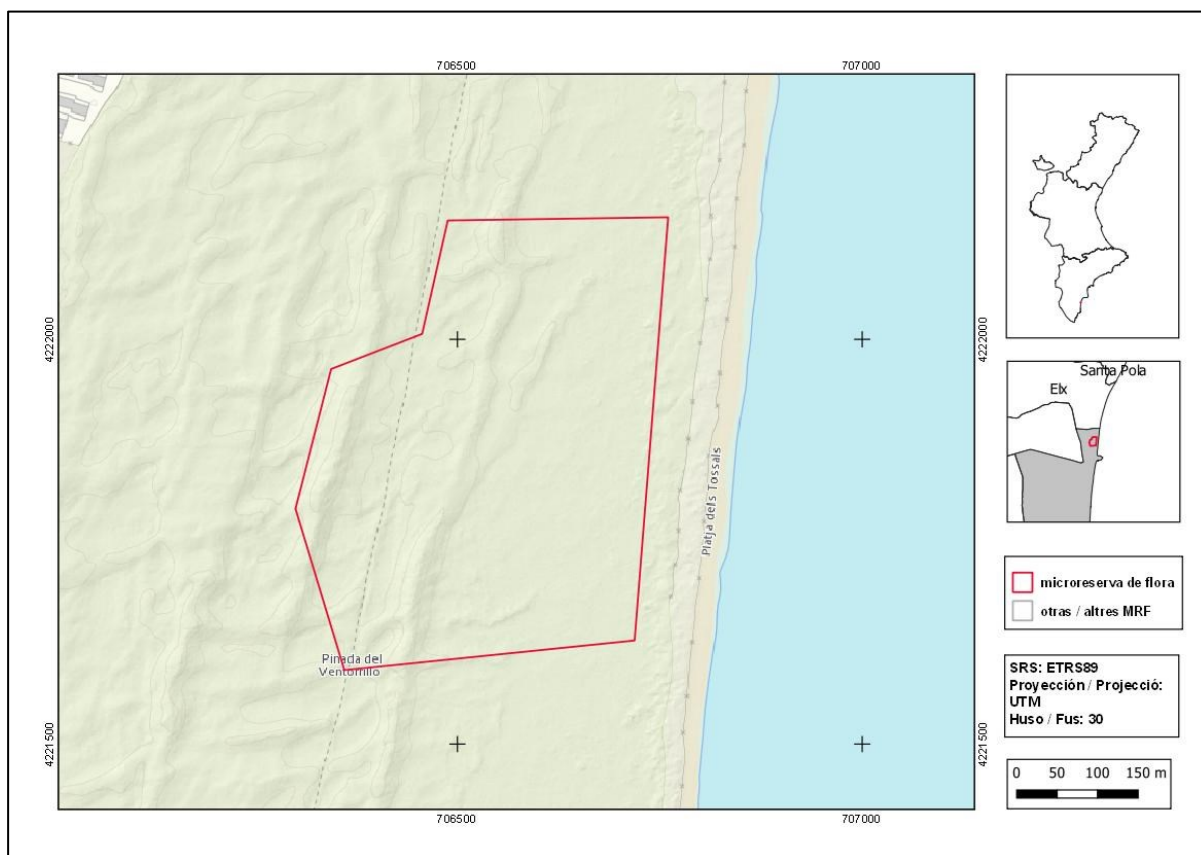 706500
707000
4222000
4222000
Platja dels Tossals
Pinada del
Ventorrillo
4221500
4221500
706500
707000
Santa Pola
Elx
microreserva de flora
otras / altres MRF
SRS: ETRS89
Proyección / Projecció:
UTM
Huso / Fus: 30
0 50 100 150 m